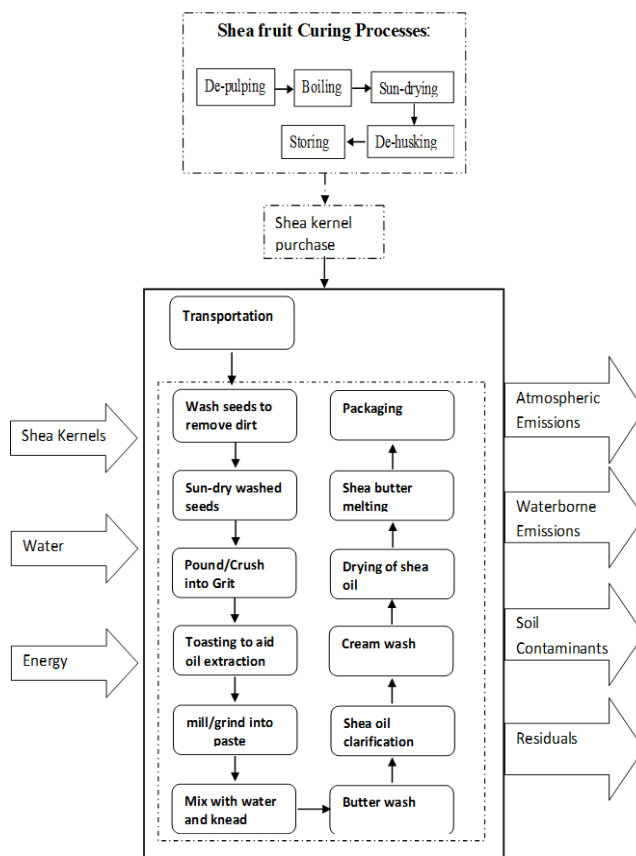 Shea fruit Curing Processes:
De-pulping
Boiling
Sun-drying
De-husking
Storing
Shea kernel
purchase
Transportation
Shea Kernels
Water
Energy
Wash seeds to
remove dirt
Sun-dry washed
seeds
Pound/Crush
into Grit
Toasting to aid
oil extraction
mill/grind into
paste
Mix with water
and knead
Butter wash
Shea oil
clarification
Cream wash
Drying of shea
oil
Shea butter
melting
Packaging
Atmospheric
Emissions
Waterborne
Emissions
Soil
Contaminants
Residuals